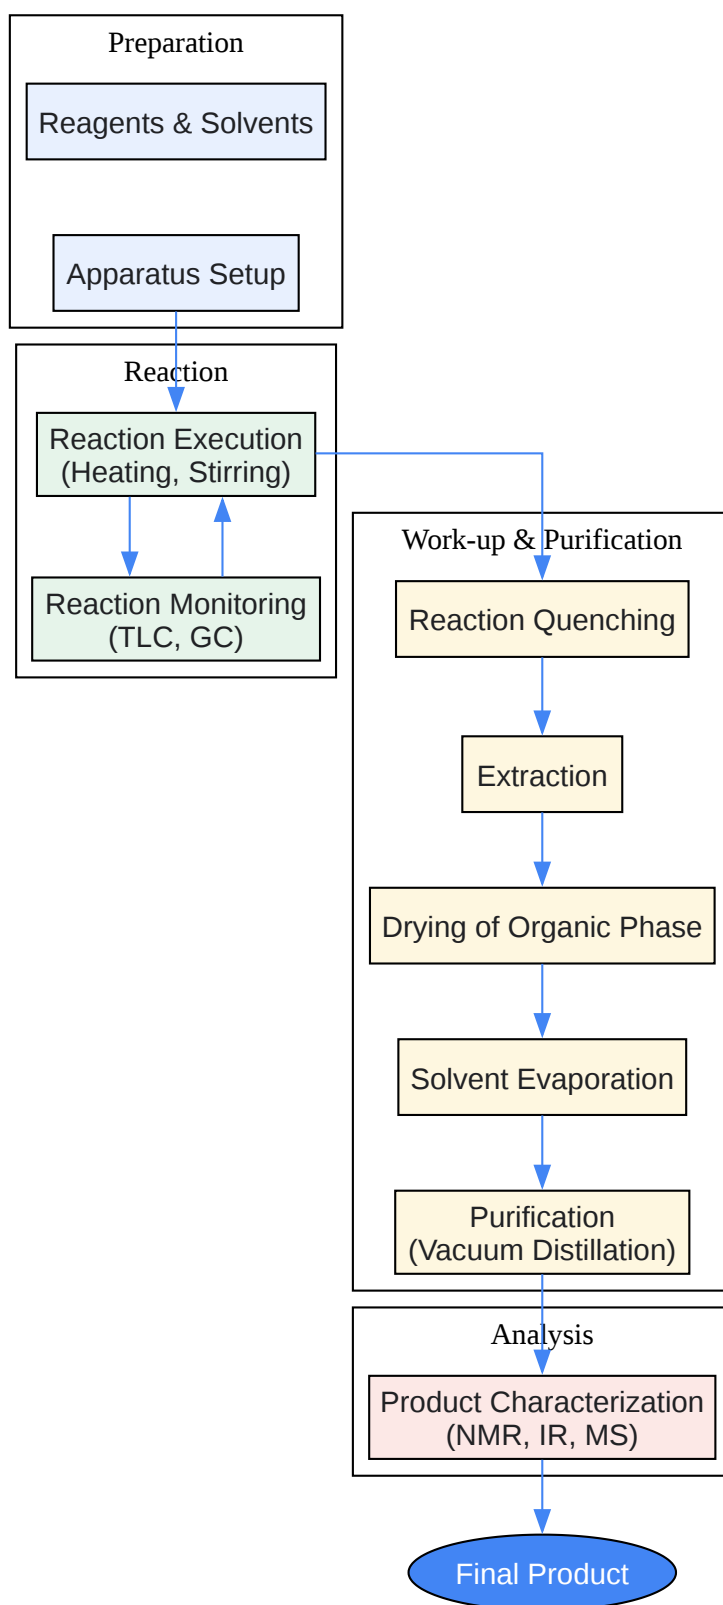 Preparation
Reagents & Solvents
Apparatus Setup
Reaction
Reaction Execution
(Heating, Stirring)
Reaction Monitoring
(TLC, GC)
Work-up & Purification
Reaction Quenching
Extraction
Drying of Organic Phase
Solvent Evaporation
Purification
(Vacuum Distillation)
Analysis
Product Characterization
(NMR, IR, MS)
Final Product